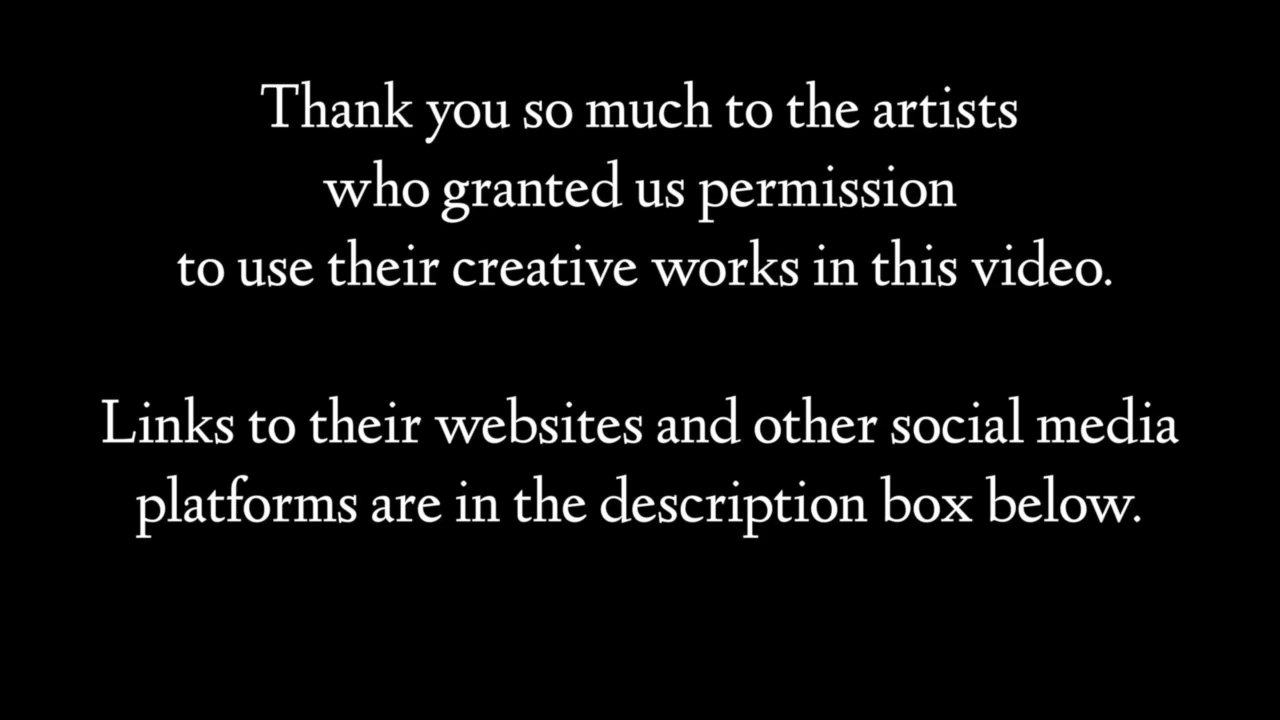 Thank you so much to the artists
who granted us permission
to use their creative works in this video.
Links to their websites and other social media
platforms are in the description box below.